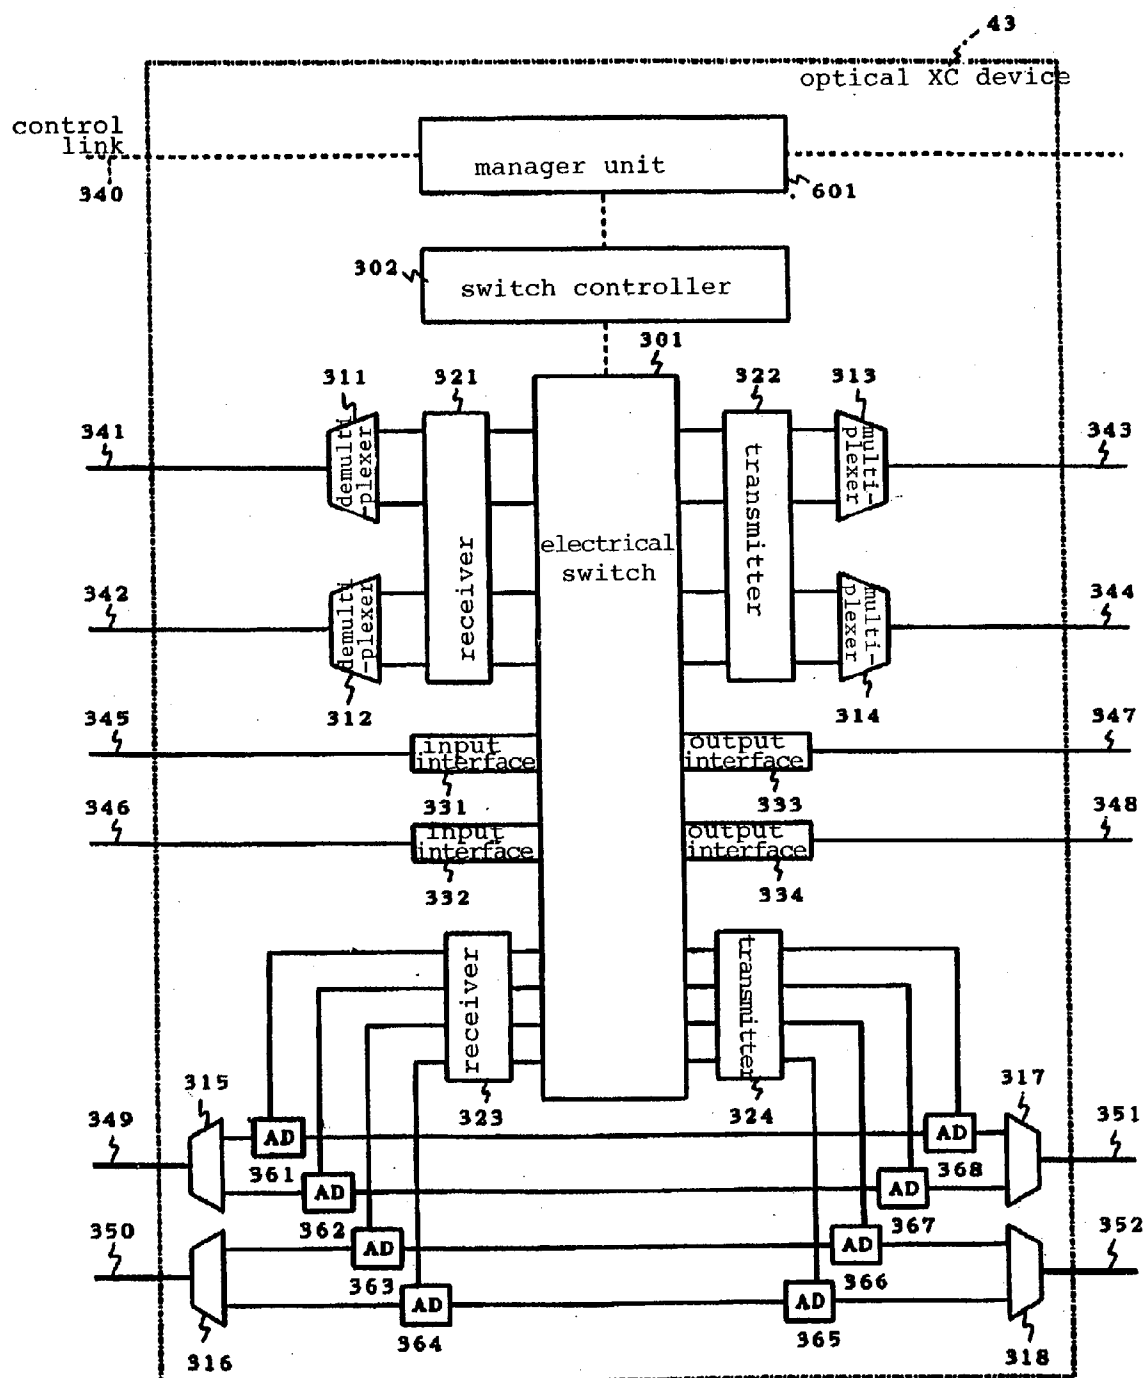 43
optical XC device
control
link
340
manager unit
601
302
switch controller
301
311
321
322
313
341
demulti
-plexer
receiver
electrical
switch
transmitter
multi-
plexer
343
342
demulti
-plexer
multi-
plexer
344
312
314
345
input
interface
output
interface
347
331
333
346
input
interface
output
interface
348
332
334
receiver
transmitter
315
323
324
317
349
AD
AD
351
361
368
AD
AD
350
362
367
352
AD
AD
363
366
AD
AD
316
364
365
318